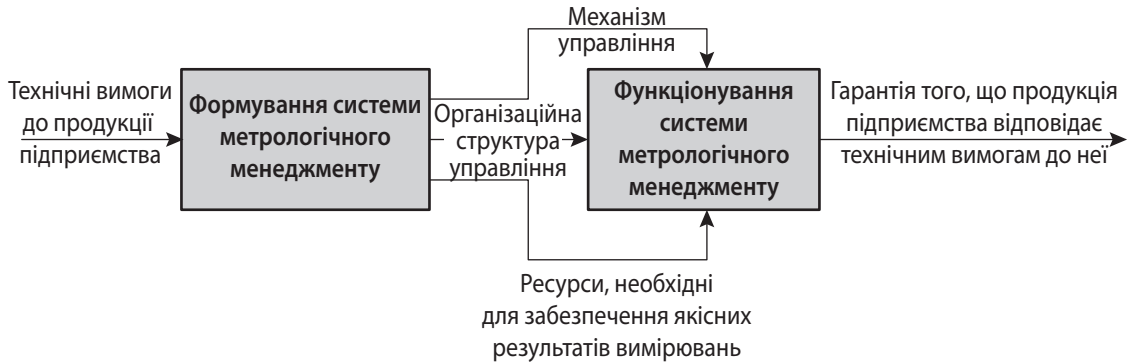 Механізм
управління
Технічні вимоги
до продукції
підприємства
Формування системи
метрологічного
менеджменту
Організаційна
структура
управління
Функціонування
системи
метрологічного
менеджменту
Гарантія того, що продукція
підприємства відповідає
технічним вимогам до неї
Ресурси, необхідні
для забезпечення якісних
результатів вимірювань